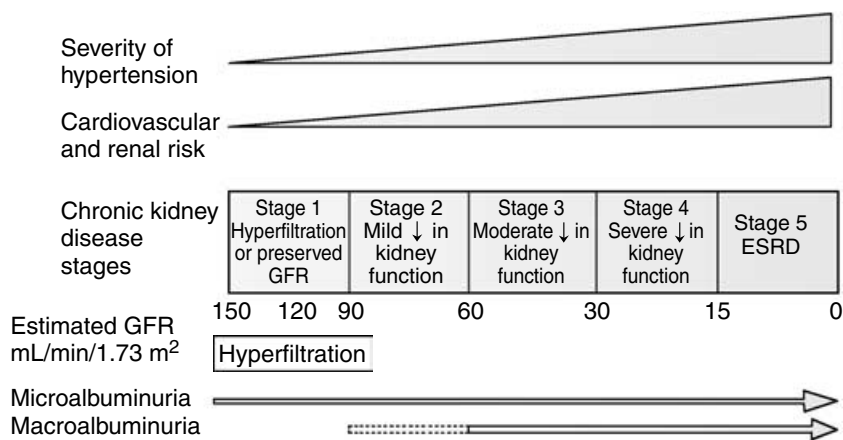 Severity of
hypertension
Cardiovascular
and renal risk
Chronic kidney
disease
stages
Stage 1
Hyperfiltration
or preserved
GFR
Stage 2
Mild ↓ in
kidney
function
Stage 3
Moderate ↓ in
kidney
function
Stage 4
Severe ↓ in
kidney
function
Stage 5
ESRD
150 120 90 60 30 15 0
Estimated GFR
mL/min/1.73 m²
Hyperfiltration
Microalbuminuria
Macroalbuminuria